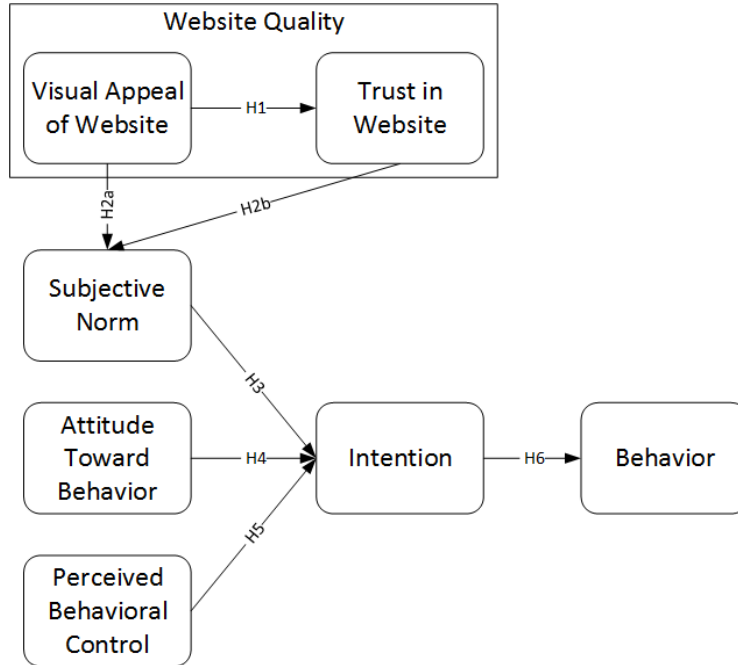 Website Quality
Visual Appeal
of Website
H1
Trust in
Website
H2a
H2b
Subjective
Norm
H3
Attitude
Toward
Behavior
H4
Intention
H6
Behavior
H5
Perceived
Behavioral
Control